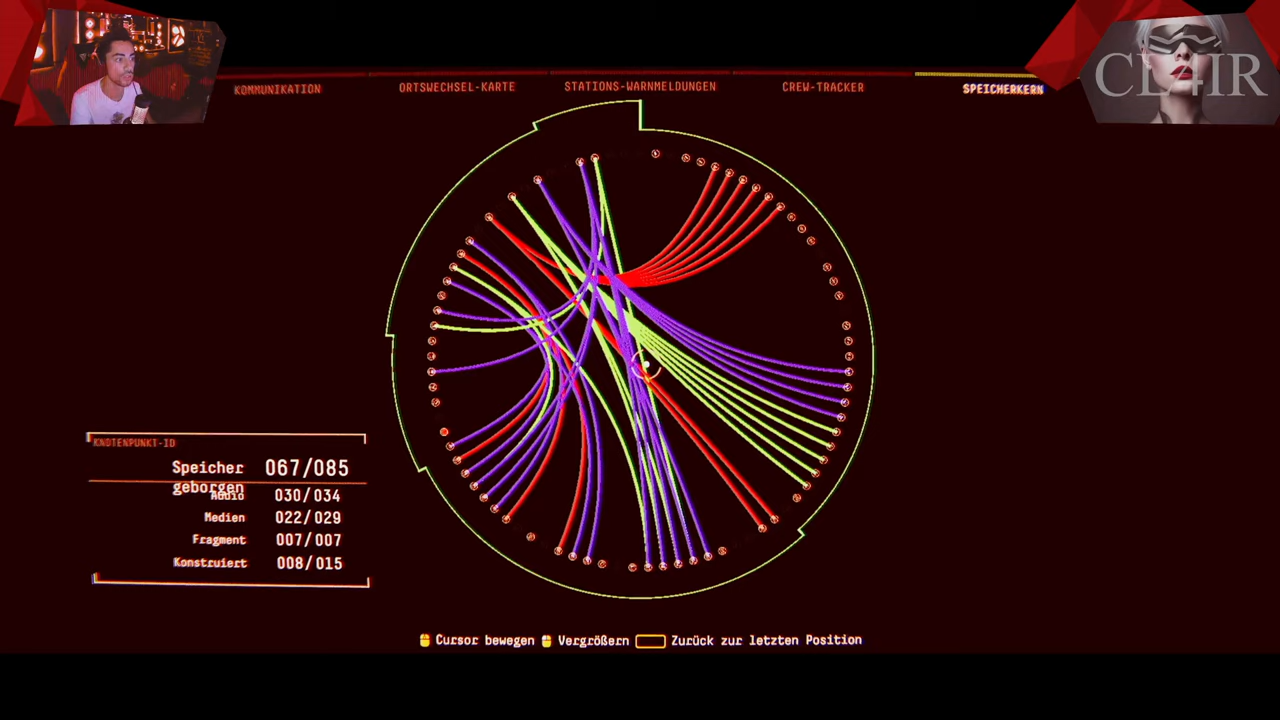 CL4IR
KOMMUNIKATION ORTSWECHSEL-KARTE STATIONS-WARNMELDUNGEN CREW-TRACKER SPEICHERKERN
KNOTENPUNKT-ID
Speicher geborgen 067/085
Audio 030/034
Medien 022/029
Fragment 007/007
Konstruiert 008/015
Cursor bewegen Vergrößern Zurück zur letzten Position